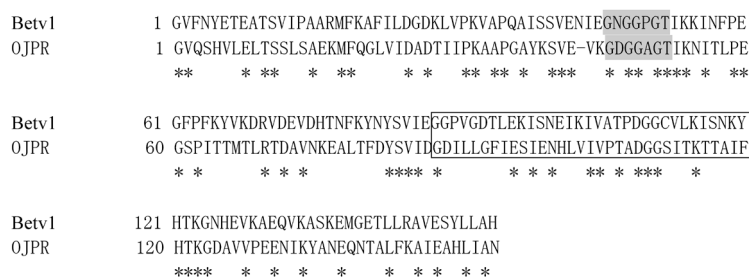 Betv1 1 GVFNYETEATSVIPAARMFKAFILDGDKLVPKVAPQAISSVENIEGNGGPGTIKKINFPE
OJPR 1 GVQSHVLELTSSLSAEKMFQGLVIDADTIIPKAAPGAYKSVE-VKGDGGAGTIKNITLPE
** * ** * ** * * ** ** * *** * ** *** * **
Betv1 61 GFPFKYVKDRVDEVDHTNFKYNYSVIEGGPVGDTLEKISNEIKIVATPDGGCVLKISNKY
OJPR 60 GSPITTMTLRTDAVNKEALTFDYSVIDGDILLGFIESIENHLVIVPTADGGSITKTTAIF
* * * * * **** * * * * ** * *** *
Betv1 121 HTKGNHEVKAEQVKASKEMGETLLRAVESYLLAH
OJPR 120 HTKGDAVVPEENIKYANEQNTALFKAIEAHLIAN
**** * * * * * * * *